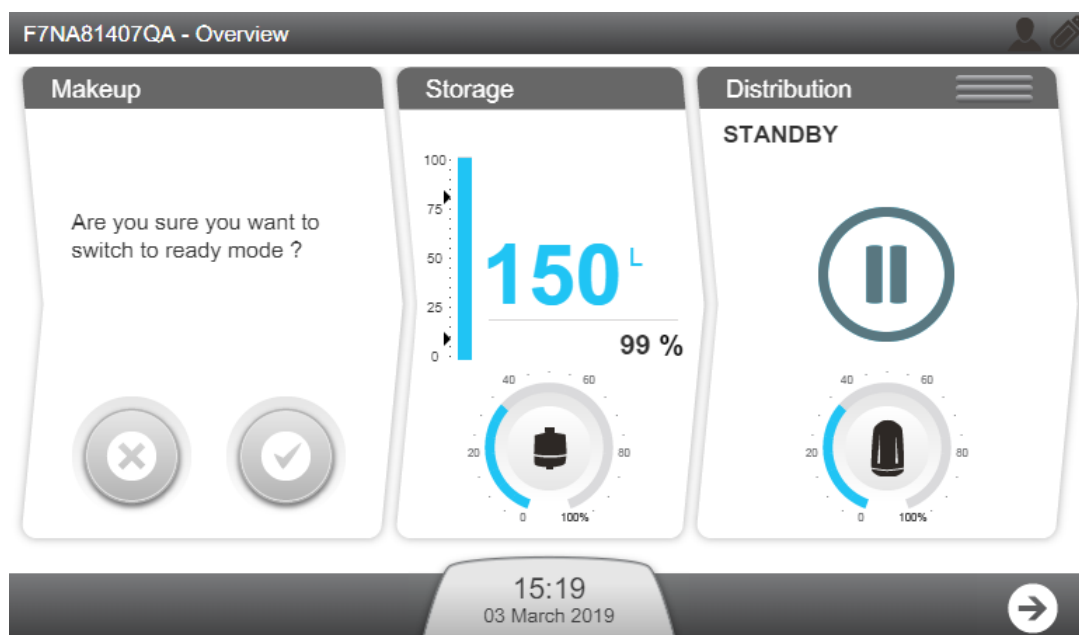 F7NA81407QA - Overview
Makeup
Are you sure you want to
switch to ready mode ?
Storage
100
75
50
25
0
150 L
99 %
40 60
20 80
0 100%
Distribution
STANDBY
40 60
20 80
0 100%
15:19
03 March 2019